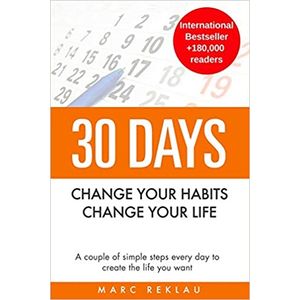 International
Bestseller
+180,000
readers
30 DAYS
CHANGE YOUR HABITS
CHANGE YOUR LIFE
A couple of simple steps every day to
create the life you want
MARC REKLAU